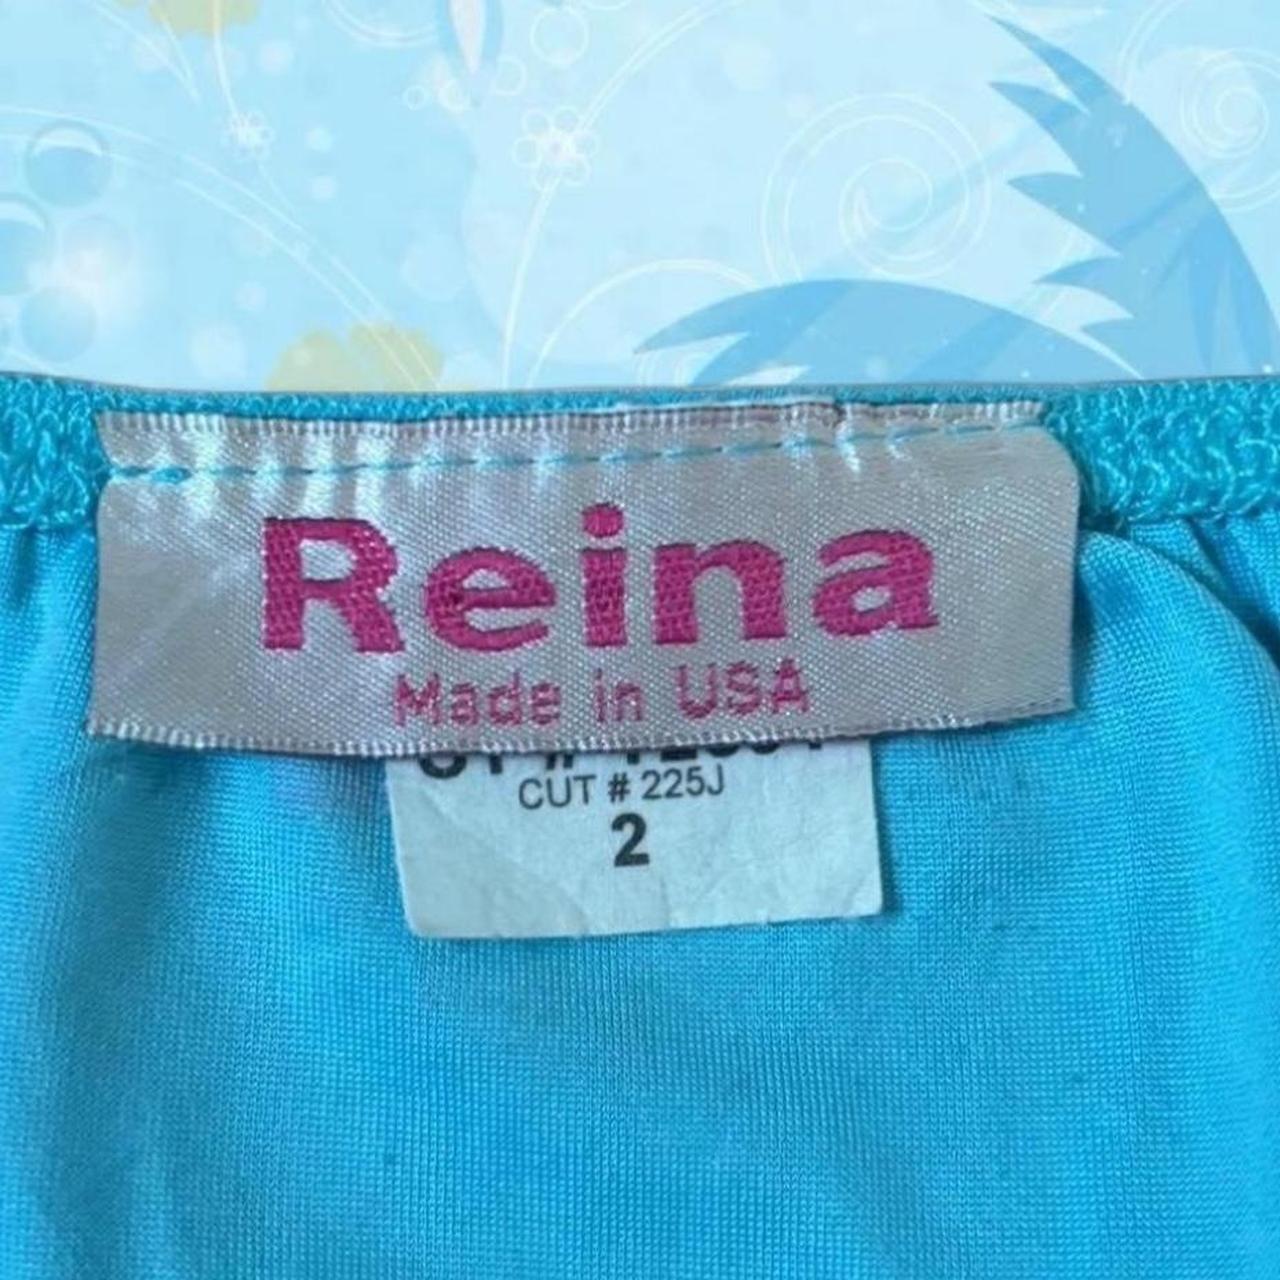 Reina
Made in USA
CUT # 225J
2